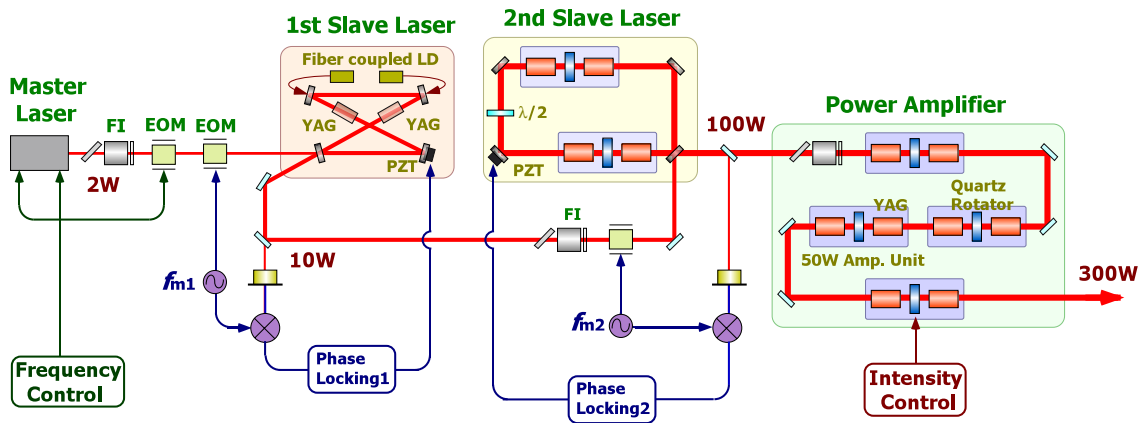 1st Slave Laser
2nd Slave Laser
Fiber coupled LD
Master
Laser
FI
EOM
EOM
YAG
YAG
PZT
2W
λ/2
PZT
100W
Power Amplifier
YAG
Quartz
Rotator
50W Amp. Unit
300W
10W
FI
fm1
fm2
Frequency
Control
Phase
Locking1
Phase
Locking2
Intensity
Control